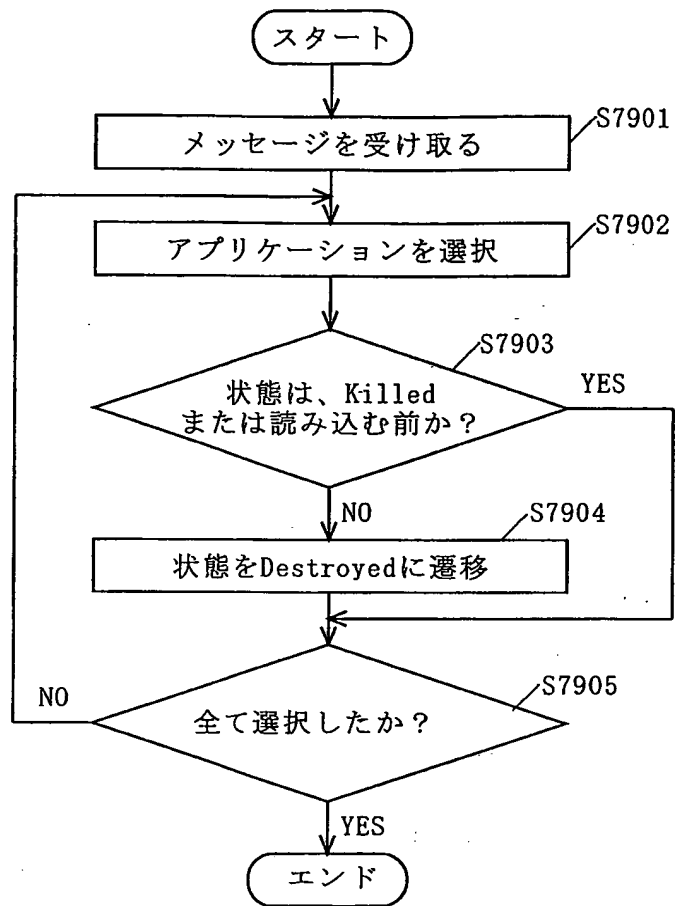 スタート
S7901
メッセージを受け取る
S7902
アプリケーションを選択
S7903
状態は、Killed
または読み込む前か？
YES
NO
S7904
状態をDestroyedに遷移
S7905
NO
全て選択したか？
YES
エンド